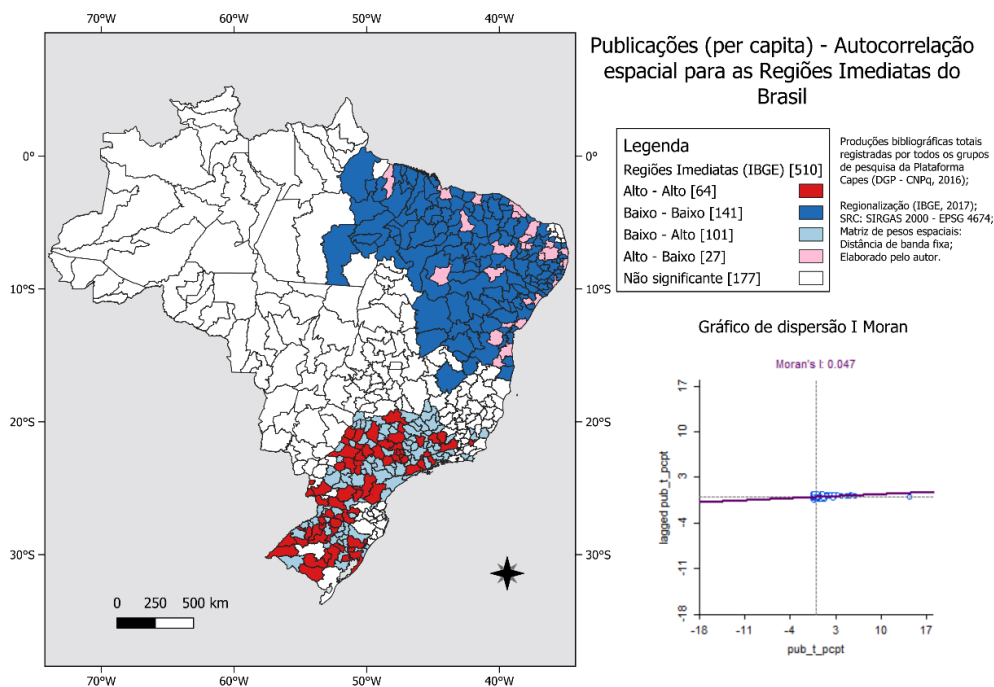 70°W
60°W
50°W
40°W
0°
10°S
20°S
30°S
0°
10°S
20°S
30°S
0 250 500 km
70°W
60°W
50°W
40°W
Publicações (per capita) - Autocorrelação
espacial para as Regiões Imediatas do
Brasil
Legenda
Regiões Imediatas (IBGE) [510]
Alto - Alto [64]
Baixo - Baixo [141]
Baixo - Alto [101]
Alto - Baixo [27]
Não significante [177]
Produções bibliográficas totais
registradas por todos os grupos
de pesquisa da Plataforma
Capes (DGP - CNPq, 2016);
Regionalização (IBGE, 2017);
SRC: SIRGAS 2000 - EPSG 4674;
Matriz de pesos espaciais:
Distância de banda fixa;
Elaborado pelo autor.
Gráfico de dispersão I Moran
Moran's I: 0.047
17
10
3
-4
-11
-18
lagged pub_t_pcpt
-18
-11
-4
3
10
17
pub_t_pcpt